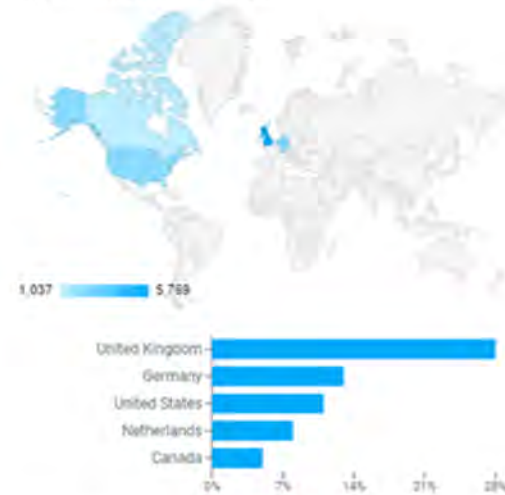 1,037 5,769
United Kingdom
Germany
United States
Netherlands
Canada
0% 7% 14% 21% 28%